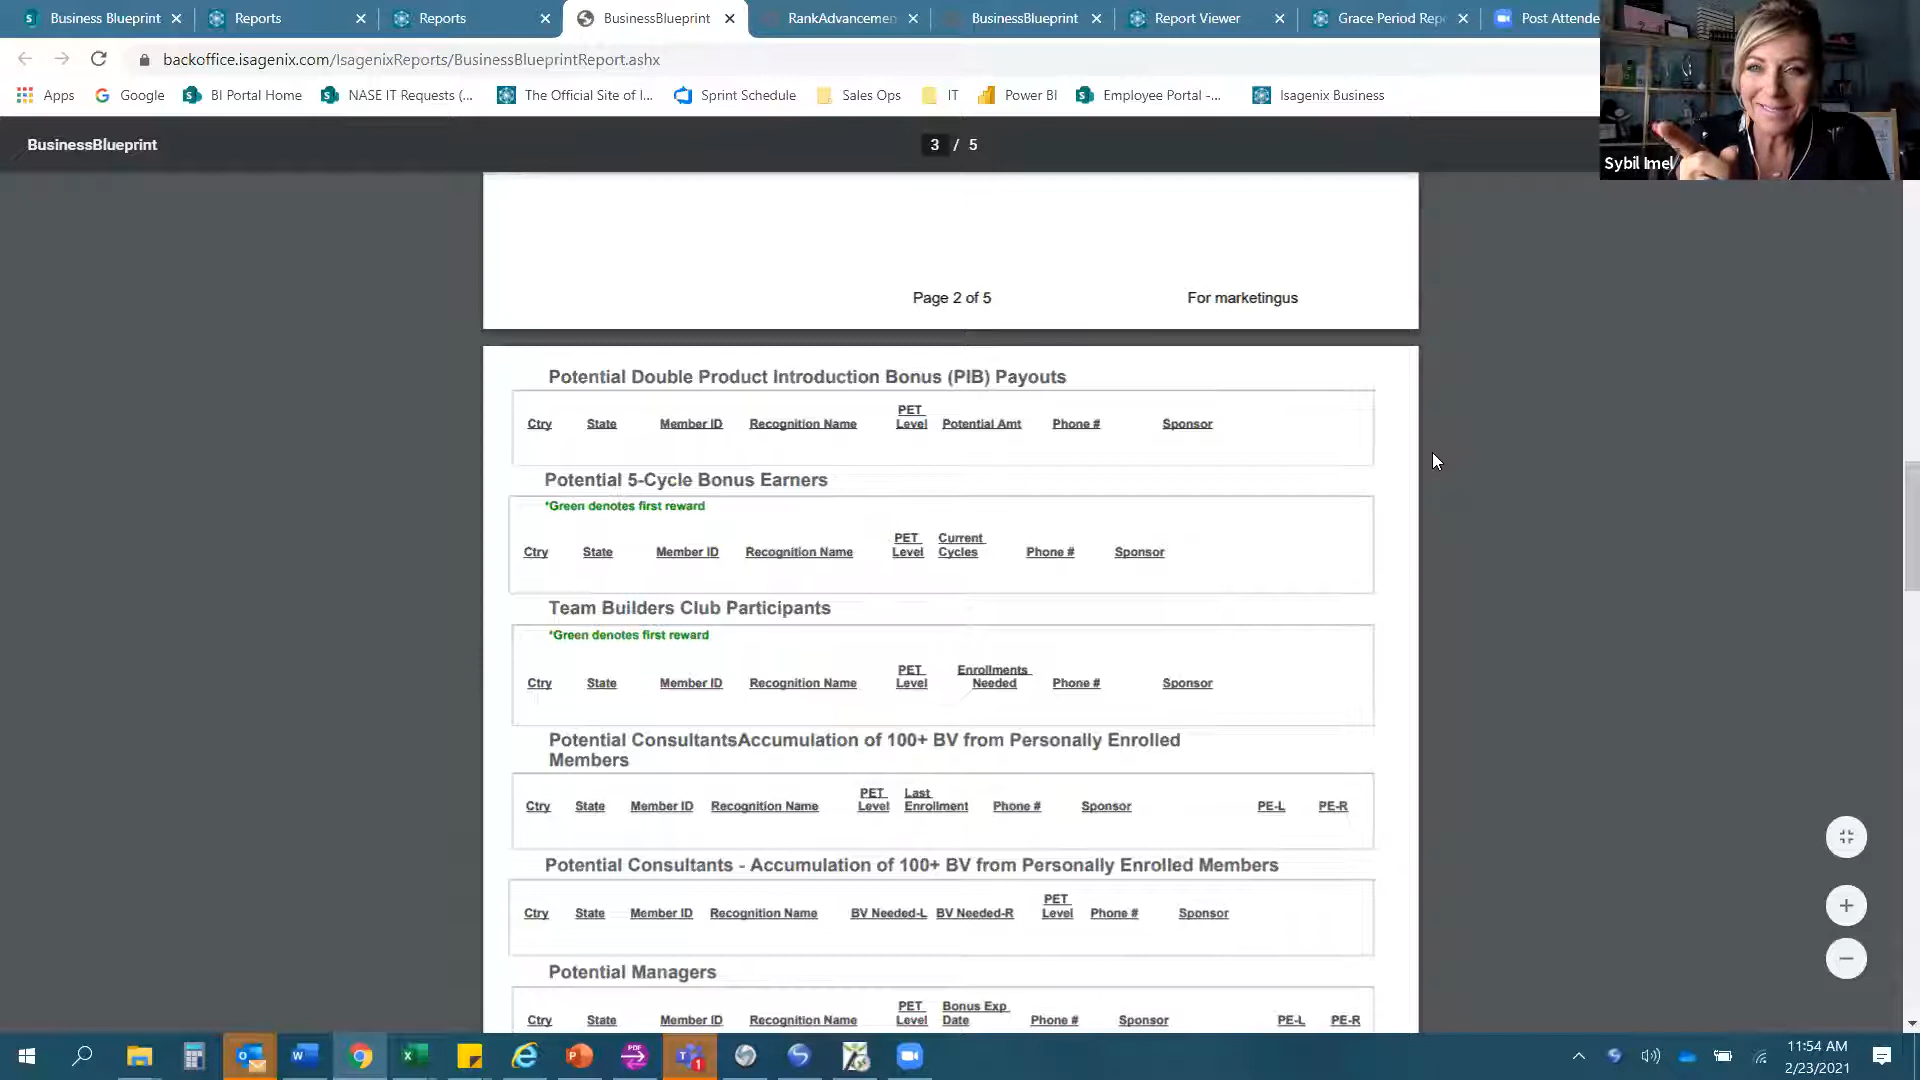 Business Blueprint
Reports
Reports
BusinessBlueprint
RankAdvancemen
BusinessBlueprint
Report Viewer
Grace Period Rep
Post Attende
backoffice.isagenix.com/IsagenixReports/BusinessBlueprintReport.ashx
Apps
Google
BI Portal Home
NASE IT Requests (...
The Official Site of I...
Sprint Schedule
Sales Ops
IT
Power BI
Employee Portal -...
Isagenix Business
Sybil Imel
BusinessBlueprint
3 / 5
Page 2 of 5
For marketingus
Potential Double Product Introduction Bonus (PIB) Payouts
Ctry State Member ID Recognition Name PET Level Potential Amt Phone # Sponsor
Potential 5-Cycle Bonus Earners
*Green denotes first reward
Ctry State Member ID Recognition Name PET Level Current Cycles Phone # Sponsor
Team Builders Club Participants
*Green denotes first reward
Ctry State Member ID Recognition Name PET Level Enrollments Needed Phone # Sponsor
Potential ConsultantsAccumulation of 100+ BV from Personally Enrolled
Members
Ctry State Member ID Recognition Name PET Level Last Enrollment Phone # Sponsor PE-L PE-R
Potential Consultants - Accumulation of 100+ BV from Personally Enrolled Members
Ctry State Member ID Recognition Name BV Needed-L BV Needed-R PET Level Phone # Sponsor
Potential Managers
Ctry State Member ID Recognition Name PET Level Bonus Exp Date Phone # Sponsor PE-L PE-R
11:54 AM
2/23/2021